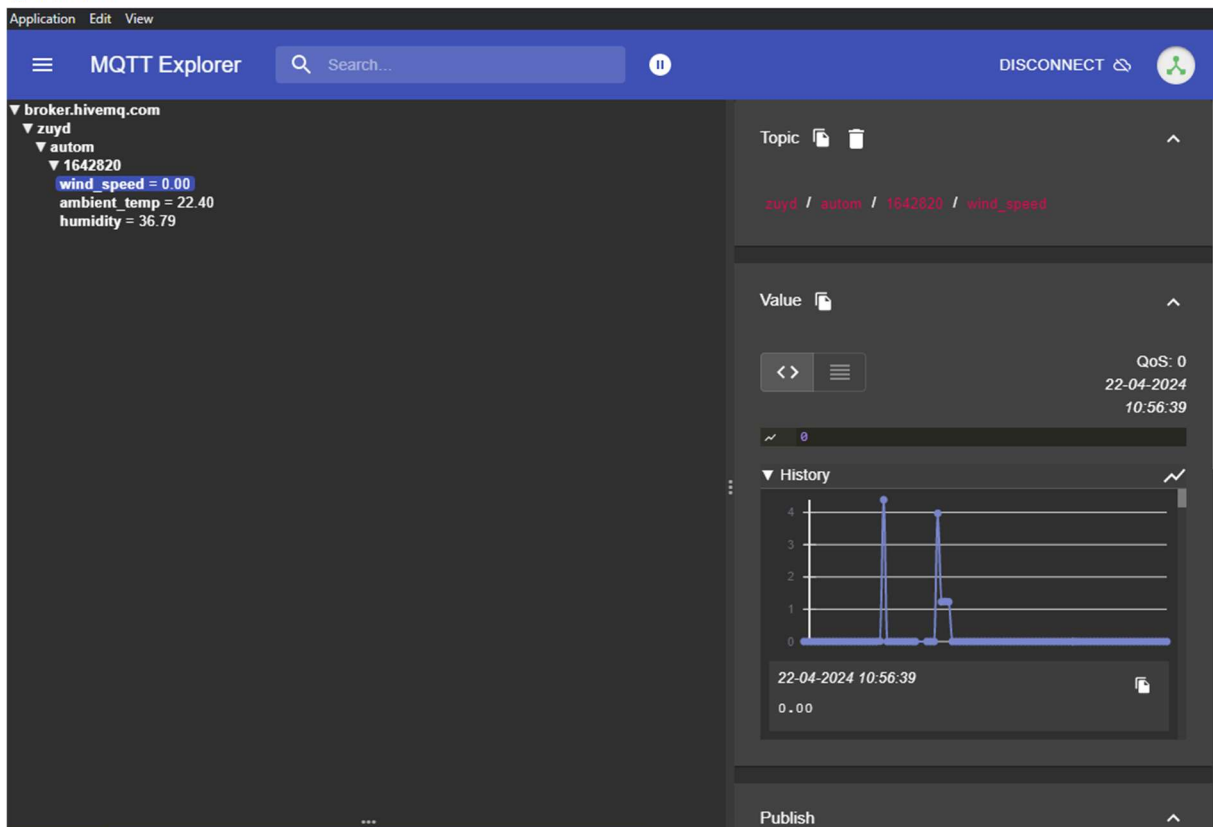 Application Edit View
MQTT Explorer
Search...
DISCONNECT
▼ broker.hivemq.com
▼ zuyd
▼ autom
▼ 1642820
wind_speed = 0.00
ambient_temp = 22.40
humidity = 36.79
Topic
zuyd / autom / 1642820 / wind_speed
Value
QoS: 0
22-04-2024
10:56:39
0
▼ History
4
3
2
1
0
22-04-2024 10:56:39
0.00
Publish